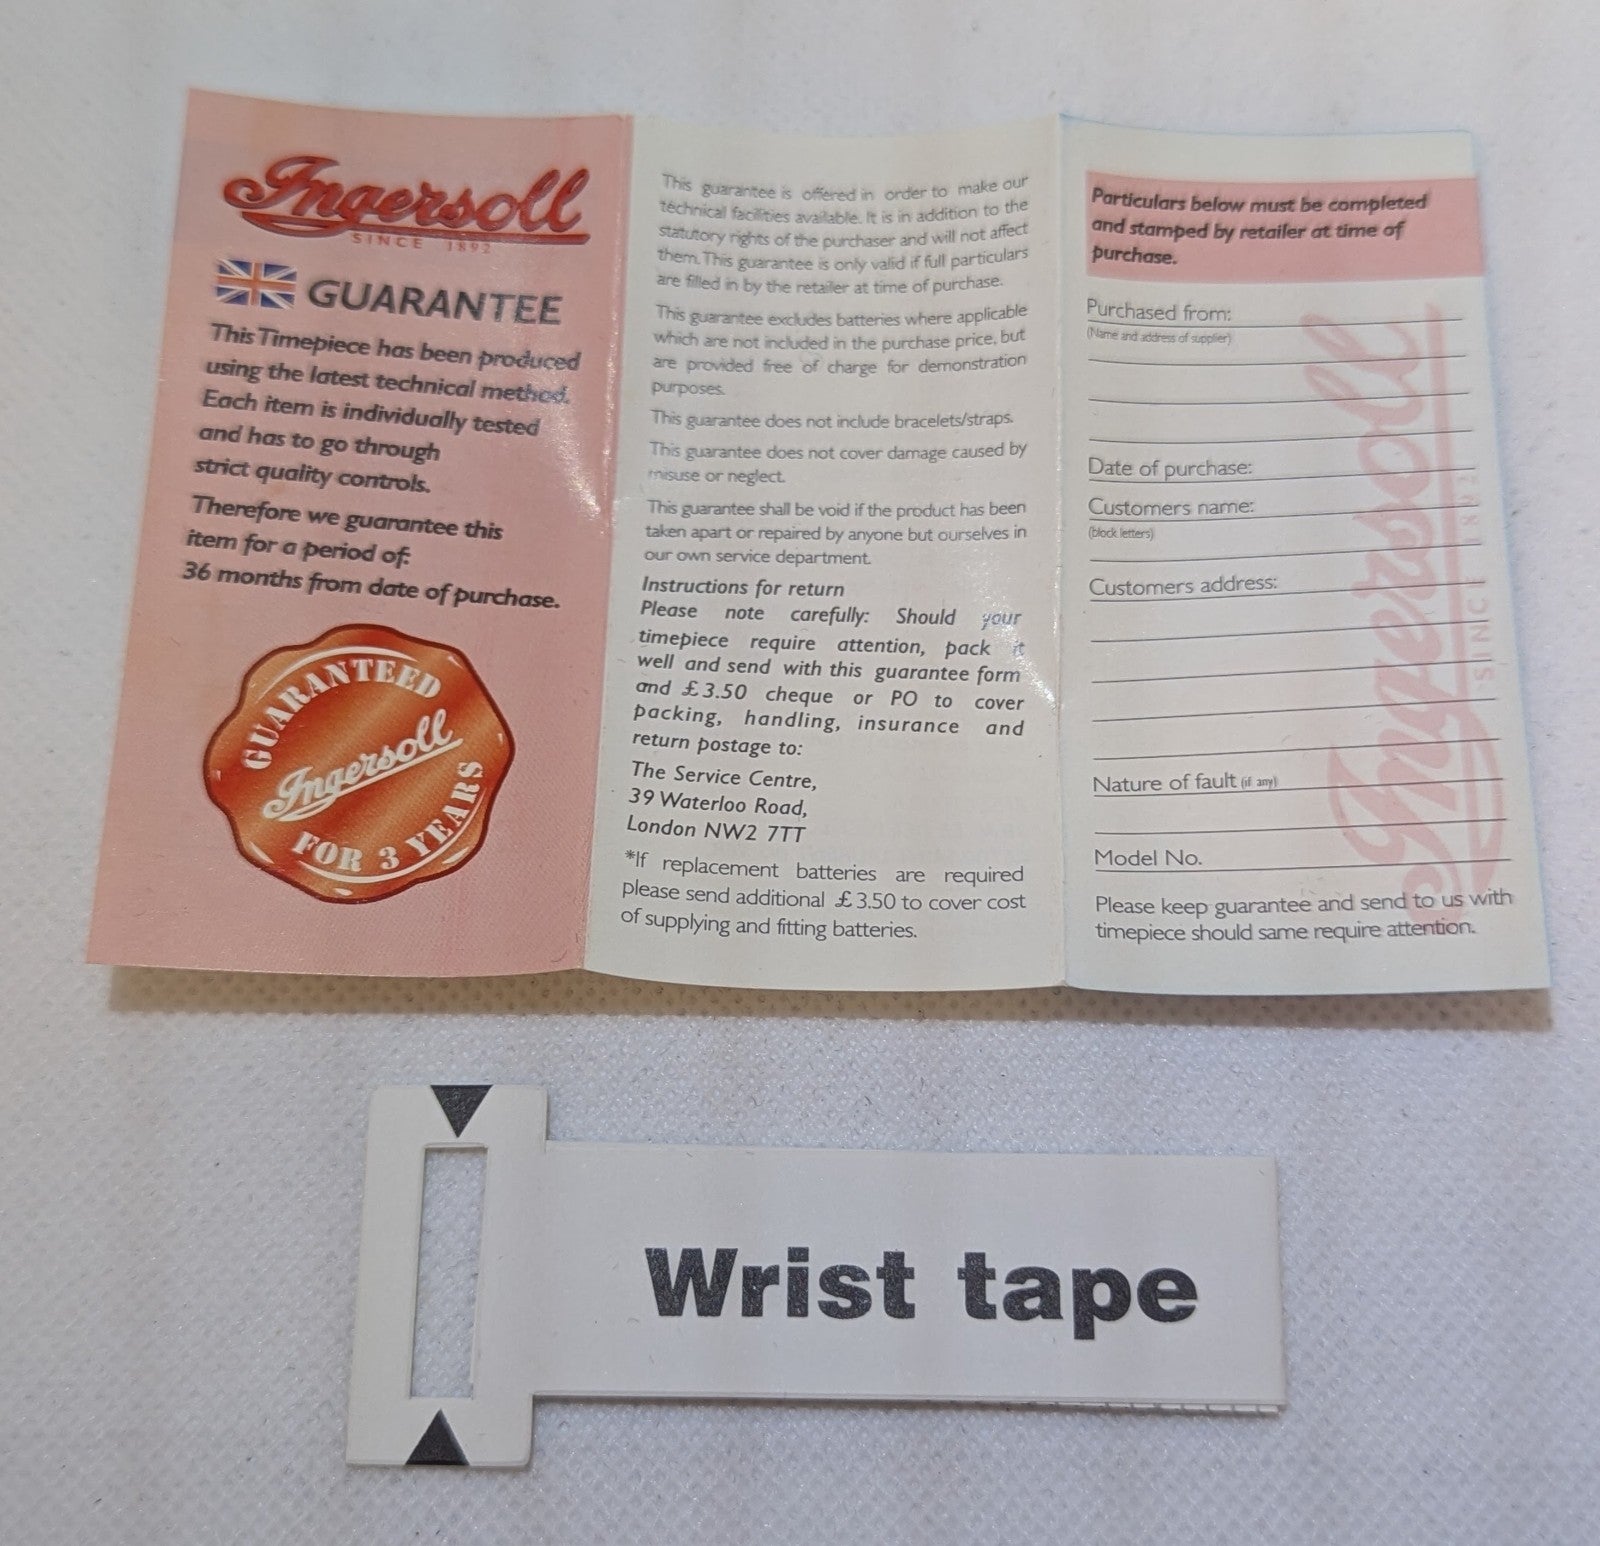 Ingersoll
SINCE 1892
GUARANTEE
This Timepiece has been produced
using the latest technical method.
Each item is individually tested
and has to go through
strict quality controls.
Therefore we guarantee this
item for a period of:
36 months from date of purchase.
GUARANTEED
Ingersoll
FOR 3 YEARS
This guarantee is offered in order to make our
technical facilities available. It is in addition to the
statutory rights of the purchaser and will not affect
them. This guarantee is only valid if full particulars
are filled in by the retailer at time of purchase.
This guarantee excludes batteries where applicable
which are not included in the purchase price, but
are provided free of charge for demonstration
purposes.
This guarantee does not include bracelets/straps.
This guarantee does not cover damage caused by
misuse or neglect.
This guarantee shall be void if the product has been
taken apart or repaired by anyone but ourselves in
our own service department.
Instructions for return
Please note carefully: Should your
timepiece require attention, pack it
well and send with this guarantee form
and £3.50 cheque or PO to cover
packing, handling, insurance and
return postage to:
The Service Centre,
39 Waterloo Road,
London NW2 7TT
*If replacement batteries are required
please send additional £3.50 to cover cost
of supplying and fitting batteries.
Particulars below must be completed
and stamped by retailer at time of
purchase.
Purchased from:
(Name and address of supplier)
Date of purchase:
Customers name:
(block letters)
Customers address:
Nature of fault (if any)
Model No.
Please keep guarantee and send to us with
timepiece should same require attention.
Ingersoll
SINCE 1892
Wrist tape